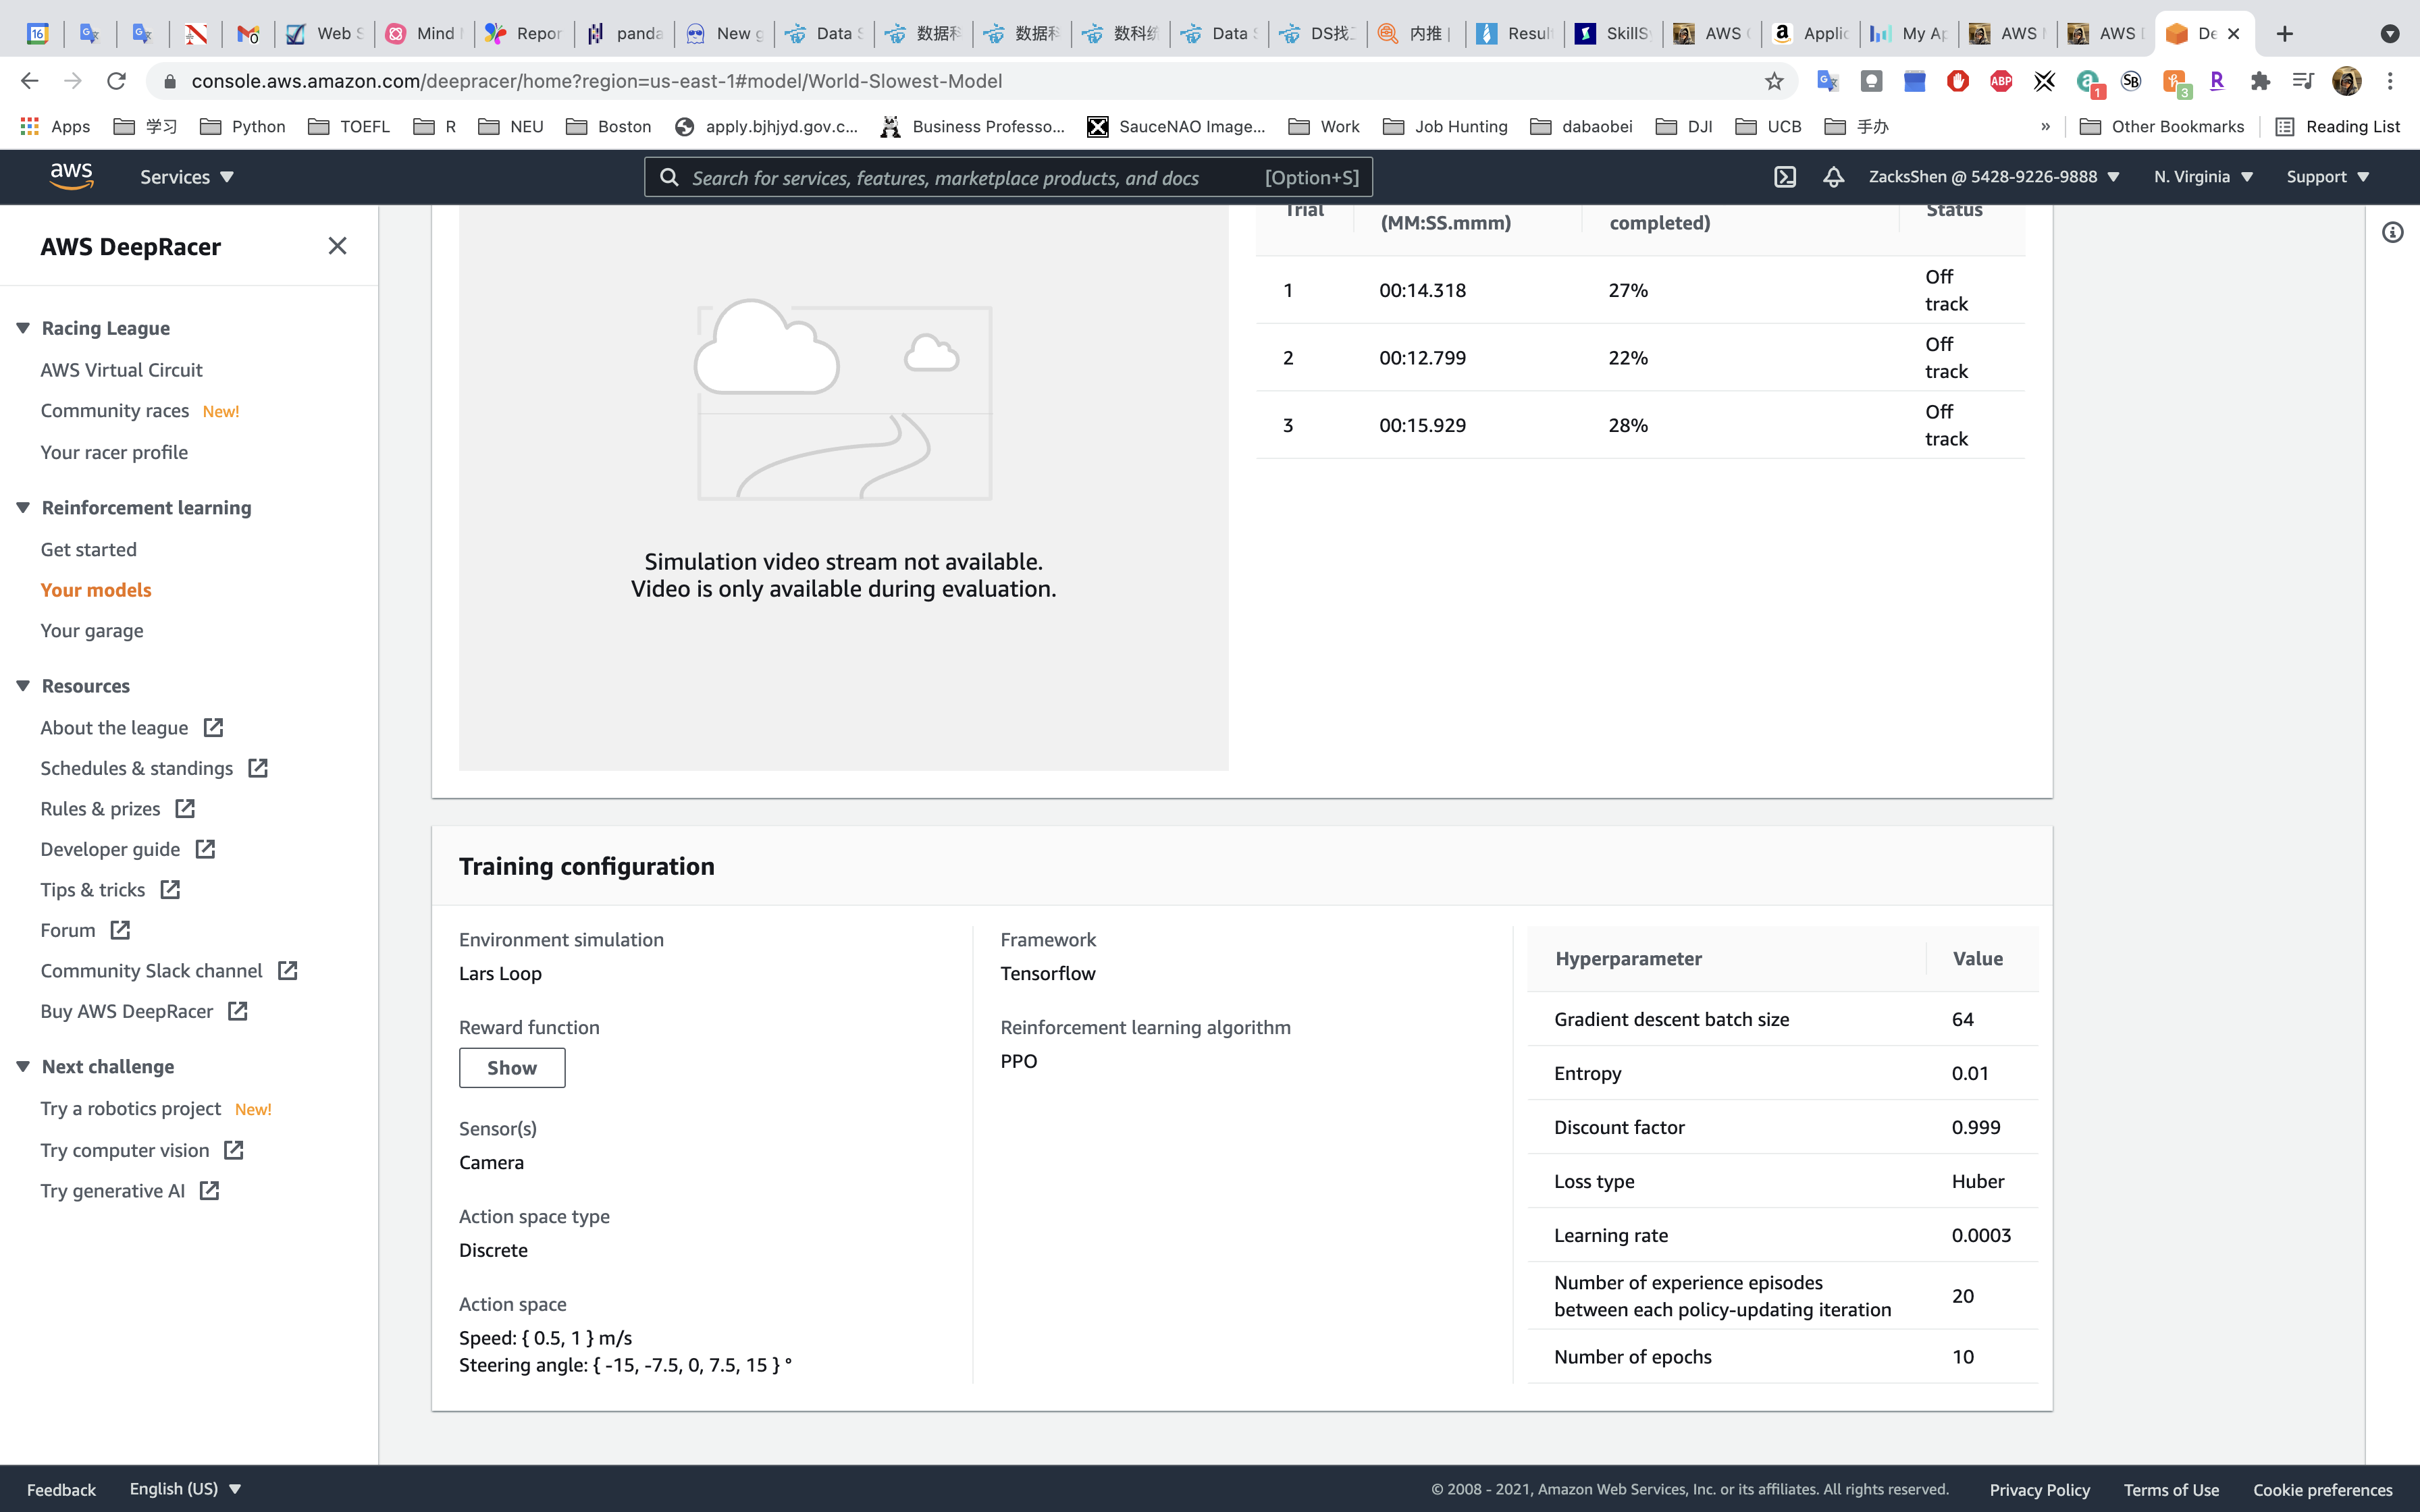 16
0
Web S
Mind
Repor
panda
New g
Data S
数据科
数据科
数科纷
Data S
DS找工
内推 |
Resul
SkillS
AWS
a
Applic
My Ap
AWS
AWS
De
console.aws.amazon.com/deepracer/home?region=us-east-1#model/World-Slowest-Model
ABP
1
SB
3
R
Apps
学习
Python
TOEFL
R
NEU
Boston
apply.bjhjyd.gov.c...
Business Professo...
SauceNAO Image...
Work
Job Hunting
dabaobei
DJI
UCB
手办
»
Other Bookmarks
Reading List
aws
Services
Search for services, features, marketplace products, and docs
[Option+S]
ZacksShen @ 5428-9226-9888
N. Virginia
Support
AWS DeepRacer
Racing League
AWS Virtual Circuit
Community races New!
Your racer profile
Reinforcement learning
Get started
Your models
Your garage
Resources
About the league
Schedules & standings
Rules & prizes
Developer guide
Tips & tricks
Forum
Community Slack channel
Buy AWS DeepRacer
Next challenge
Try a robotics project New!
Try computer vision
Try generative AI
Simulation video stream not available.
Video is only available during evaluation.
Trial (MM:SS.mmm) completed) Status
1 00:14.318 27% Off track
2 00:12.799 22% Off track
3 00:15.929 28% Off track
Training configuration
Environment simulation
Lars Loop
Reward function
Show
Sensor(s)
Camera
Action space type
Discrete
Action space
Speed: { 0.5, 1 } m/s
Steering angle: { -15, -7.5, 0, 7.5, 15 } °
Framework
Tensorflow
Reinforcement learning algorithm
PPO
Hyperparameter Value
Gradient descent batch size 64
Entropy 0.01
Discount factor 0.999
Loss type Huber
Learning rate 0.0003
Number of experience episodes
between each policy-updating iteration 20
Number of epochs 10
Feedback
English (US)
© 2008 - 2021, Amazon Web Services, Inc. or its affiliates. All rights reserved.
Privacy Policy
Terms of Use
Cookie preferences